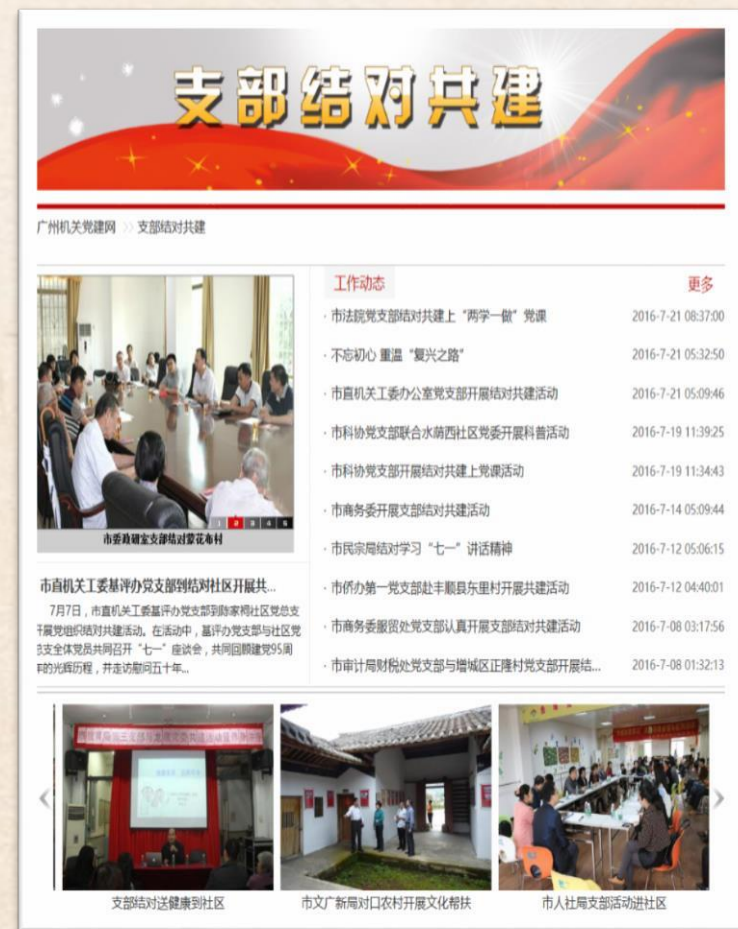 支部结对共建
广州机关党建网 >> 支部结对共建
1 2 3 4 5
市委政研室支部结对蒙花布村
市直机关工委基评办党支部到结对社区开展共...
7月7日，市直机关工委基评办党支部到陈家祠社区党总支
开展党组织结对共建活动。在活动中，基评办党支部与社区党
总支全体党员共同召开“七一”座谈会，共同回顾建党95周
年的光辉历程，并走访慰问五十年...
工作动态 更多
· 市法院党支部结对共建上“两学一做”党课 2016-7-21 08:37:00
· 不忘初心 重温“复兴之路” 2016-7-21 05:32:50
· 市直机关工委办公室党支部开展结对共建活动 2016-7-21 05:09:46
· 市科协党支部联合水荫西社区党委开展科普活动 2016-7-19 11:39:25
· 市科协党支部开展结对共建上党课活动 2016-7-19 11:34:43
· 市商务委开展支部结对共建活动 2016-7-14 05:09:44
· 市民宗局结对学习“七一”讲话精神 2016-7-12 05:06:15
· 市侨办第一党支部赴丰顺县东里村开展共建活动 2016-7-12 04:40:01
· 市商务委服贸处党支部认真开展支部结对共建活动 2016-7-08 03:17:56
· 市审计局财税处党支部与增城区正隆村党支部开展结... 2016-7-08 01:32:13
支部结对送健康到社区
市文广新局对口农村开展文化帮扶
市人社局支部活动进社区